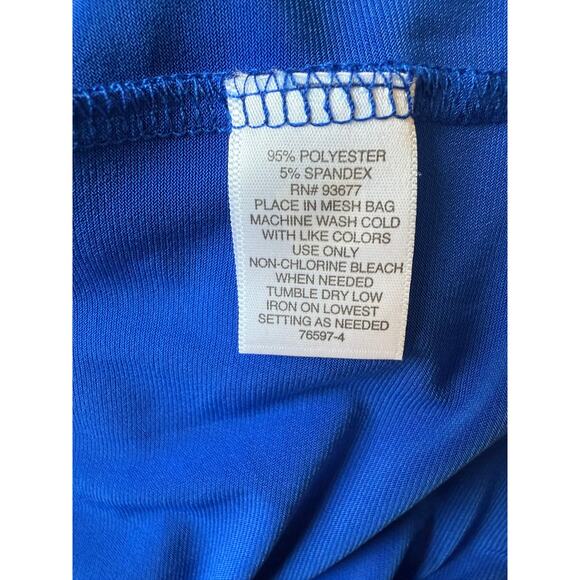 95% POLYESTER
5% SPANDEX
RN# 93677
PLACE IN MESH BAG
MACHINE WASH COLD
WITH LIKE COLORS
USE ONLY
NON-CHLORINE BLEACH
WHEN NEEDED
TUMBLE DRY LOW
IRON ON LOWEST
SETTING AS NEEDED
76597-4